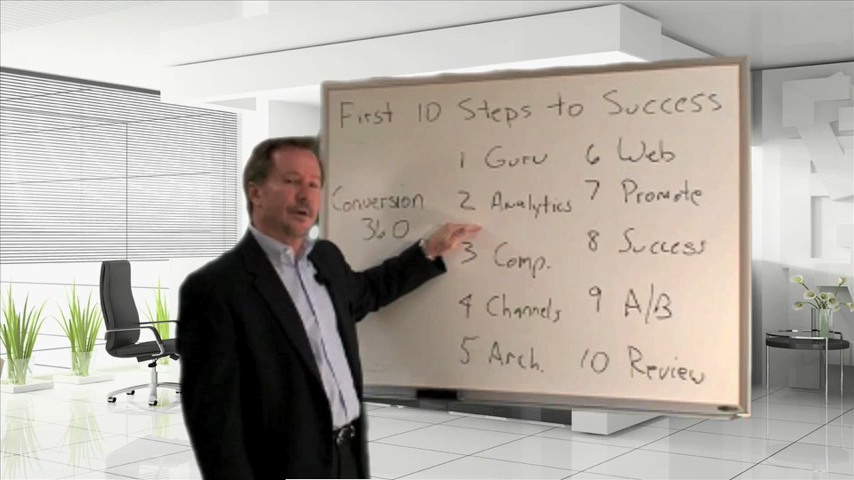 First 10 Steps to Success
Conversion
360
1 Guru
2 Analytics
3 Comp.
4 Channels
5 Arch.
6 Web
7 Promote
8 Success
9 A/B
10 Review